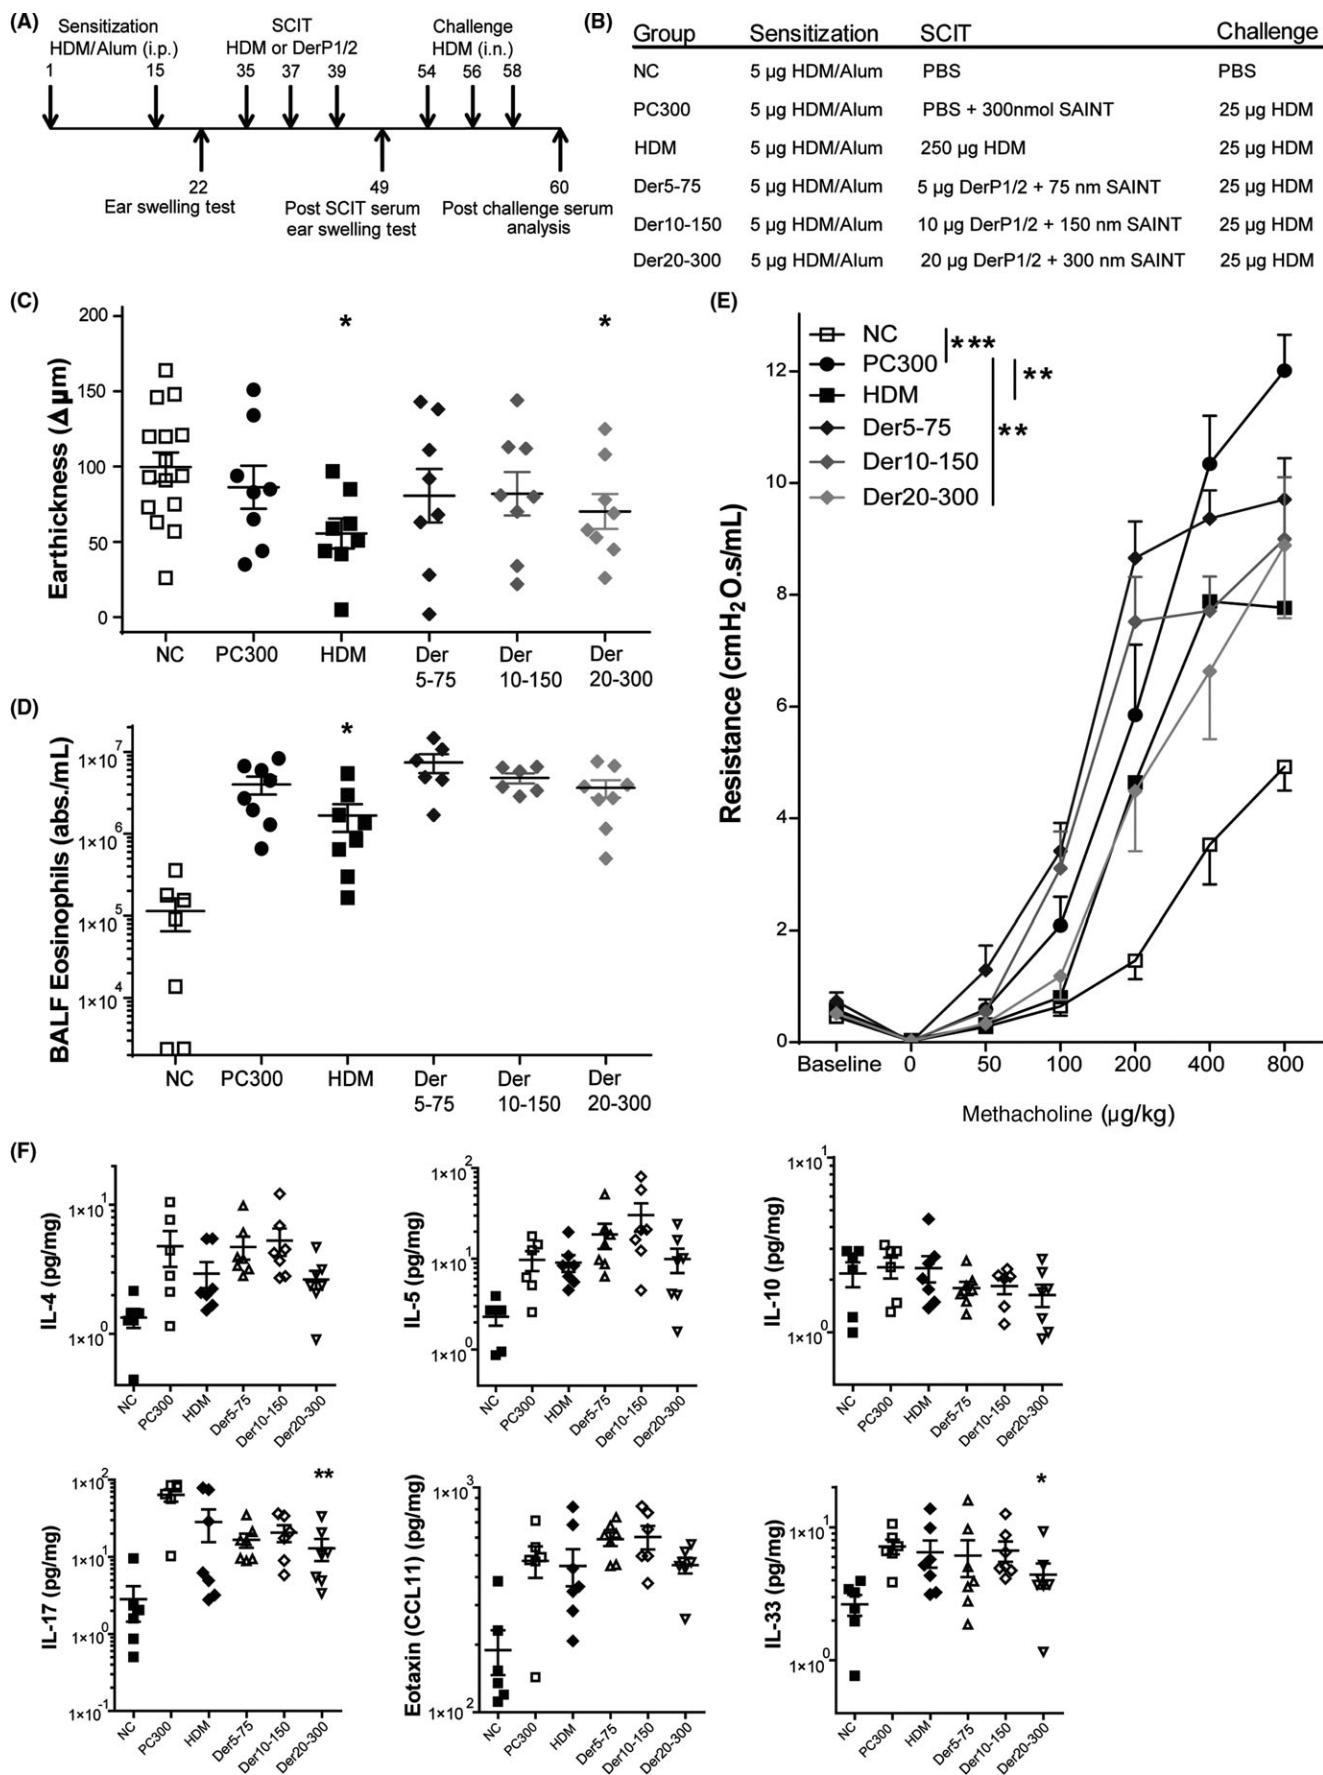 (A)
Sensitization
HDM/Alum (i.p.)
SCIT
HDM or DerP1/2
Challenge
HDM (i.n.)
1 15 35 37 39 54 56 58
22 49 60
Ear swelling test
Post SCIT serum
ear swelling test
Post challenge serum
analysis
(B)
Group Sensitization SCIT Challenge
NC 5 µg HDM/Alum PBS PBS
PC300 5 µg HDM/Alum PBS + 300nmol SAINT 25 µg HDM
HDM 5 µg HDM/Alum 250 µg HDM 25 µg HDM
Der5-75 5 µg HDM/Alum 5 µg DerP1/2 + 75 nm SAINT 25 µg HDM
Der10-150 5 µg HDM/Alum 10 µg DerP1/2 + 150 nm SAINT 25 µg HDM
Der20-300 5 µg HDM/Alum 20 µg DerP1/2 + 300 nm SAINT 25 µg HDM
(C)
Earthickness (Δµm)
200
150
100
50
0
* *
NC PC300 HDM Der Der Der
5-75 10-150 20-300
(D)
BALF Eosinophils (abs./mL)
1×10⁷
1×10⁶
1×10⁵
1×10⁴
*
NC PC300 HDM Der Der Der
5-75 10-150 20-300
(E)
Resistance (cmH₂O.s/mL)
12
10
8
6
4
2
0
NC
PC300
HDM
Der5-75
Der10-150
Der20-300
***
**
**
Baseline 0 50 100 200 400 800
Methacholine (µg/kg)
(F)
IL-4 (pg/mg)
1×10¹
1×10⁰
NC PC300 HDM Der5-75 Der10-150 Der20-300
IL-5 (pg/mg)
1×10²
1×10¹
1×10⁰
NC PC300 HDM Der5-75 Der10-150 Der20-300
IL-10 (pg/mg)
1×10¹
1×10⁰
NC PC300 HDM Der5-75 Der10-150 Der20-300
IL-17 (pg/mg)
1×10²
1×10¹
1×10⁰
1×10⁻¹
**
NC PC300 HDM Der5-75 Der10-150 Der20-300
Eotaxin (CCL11) (pg/mg)
1×10³
1×10²
NC PC300 HDM Der5-75 Der10-150 Der20-300
IL-33 (pg/mg)
1×10¹
1×10⁰
*
NC PC300 HDM Der5-75 Der10-150 Der20-300